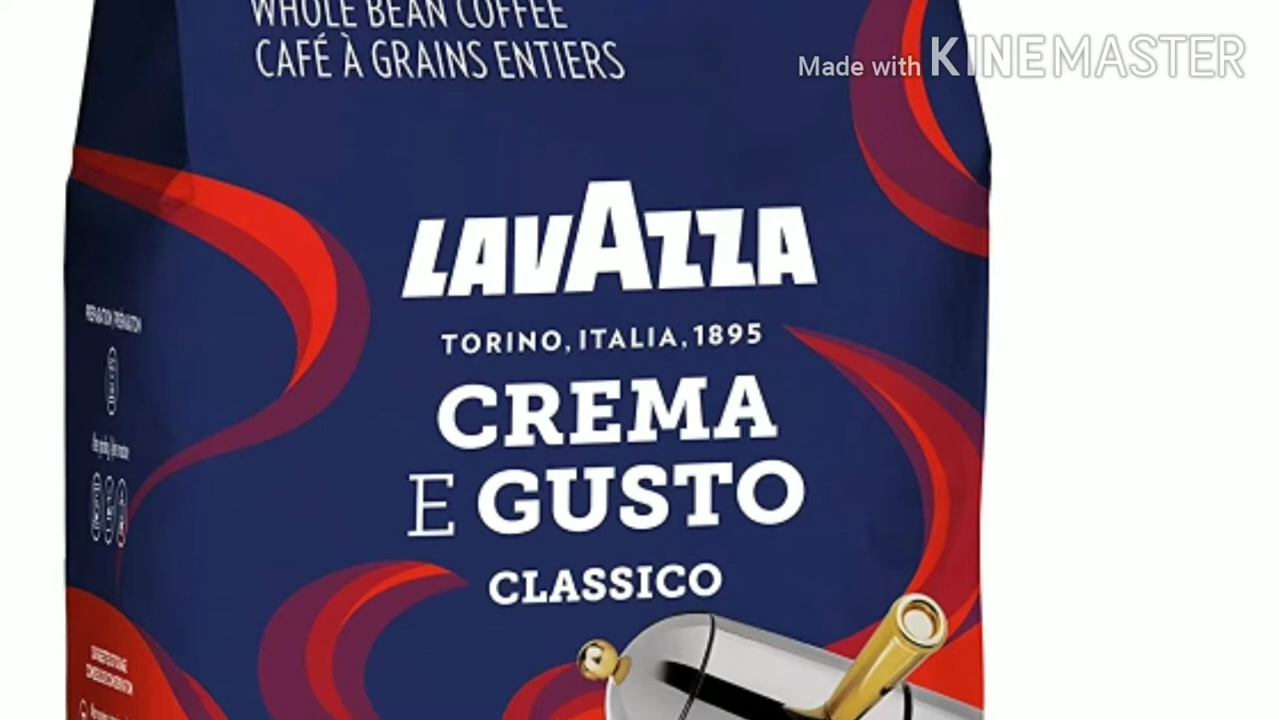 WHOLE BEAN COFFEE
CAFÉ À GRAINS ENTIERS
Made with KINEMASTER
LAVAZZA
TORINO, ITALIA, 1895
CREMA
E GUSTO
CLASSICO